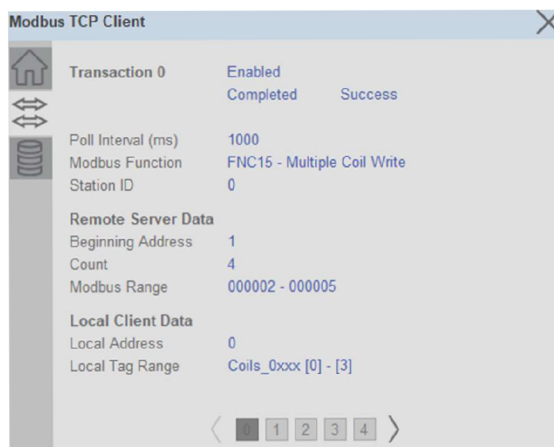 Modbus TCP Client
Transaction 0 Enabled
Completed Success
Poll Interval (ms) 1000
Modbus Function FNC15 - Multiple Coil Write
Station ID 0
Remote Server Data
Beginning Address 1
Count 4
Modbus Range 000002 - 000005
Local Client Data
Local Address 0
Local Tag Range Coils_0xxx [0] - [3]
0 1 2 3 4